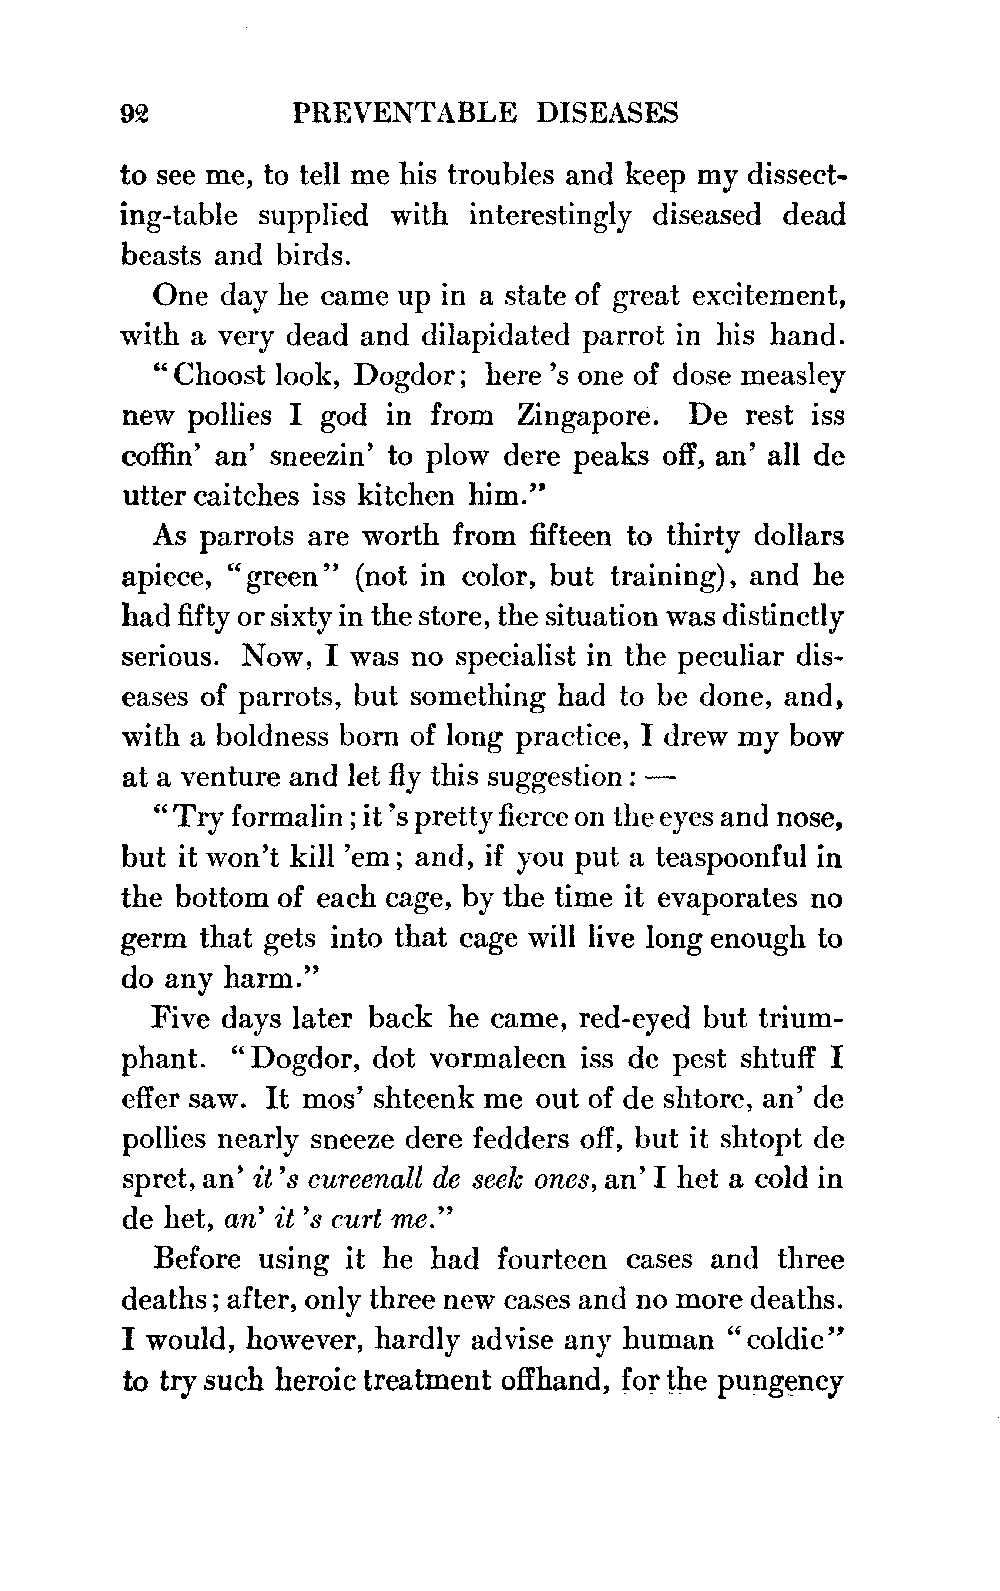 92 PREVENTABLE DISEASES
to see me, to tell me his troubles and keep my dissect-
ing-table supplied with interestingly diseased dead
beasts and birds.
One day he came up in a state of great excitement,
with a very dead and dilapidated parrot in his hand.
"Choost look, Dogdor; here 's one of dose measley
new pollies I god in from Zingapore. De rest iss
coffin' an' sneezin' to plow dere peaks off, an' all de
utter caitches iss kitchen him."
As parrots are worth from fifteen to thirty dollars
apiece, "green" (not in color, but training), and he
had fifty or sixty in the store, the situation was distinctly
serious. Now, I was no specialist in the peculiar dis-
eases of parrots, but something had to be done, and,
with a boldness born of long practice, I drew my bow
at a venture and let fly this suggestion: —
"Try formalin; it 's pretty fierce on the eyes and nose,
but it won't kill 'em; and, if you put a teaspoonful in
the bottom of each cage, by the time it evaporates no
germ that gets into that cage will live long enough to
do any harm."
Five days later back he came, red-eyed but trium-
phant. "Dogdor, dot vormaleen iss de pest shtuff I
effer saw. It mos' shteenk me out of de shtore, an' de
pollies nearly sneeze dere fedders off, but it shtopt de
spret, an' it 's cureenall de seek ones, an' I het a cold in
de het, an' it 's curt me."
Before using it he had fourteen cases and three
deaths; after, only three new cases and no more deaths.
I would, however, hardly advise any human "coldie"
to try such heroic treatment offhand, for the pungency